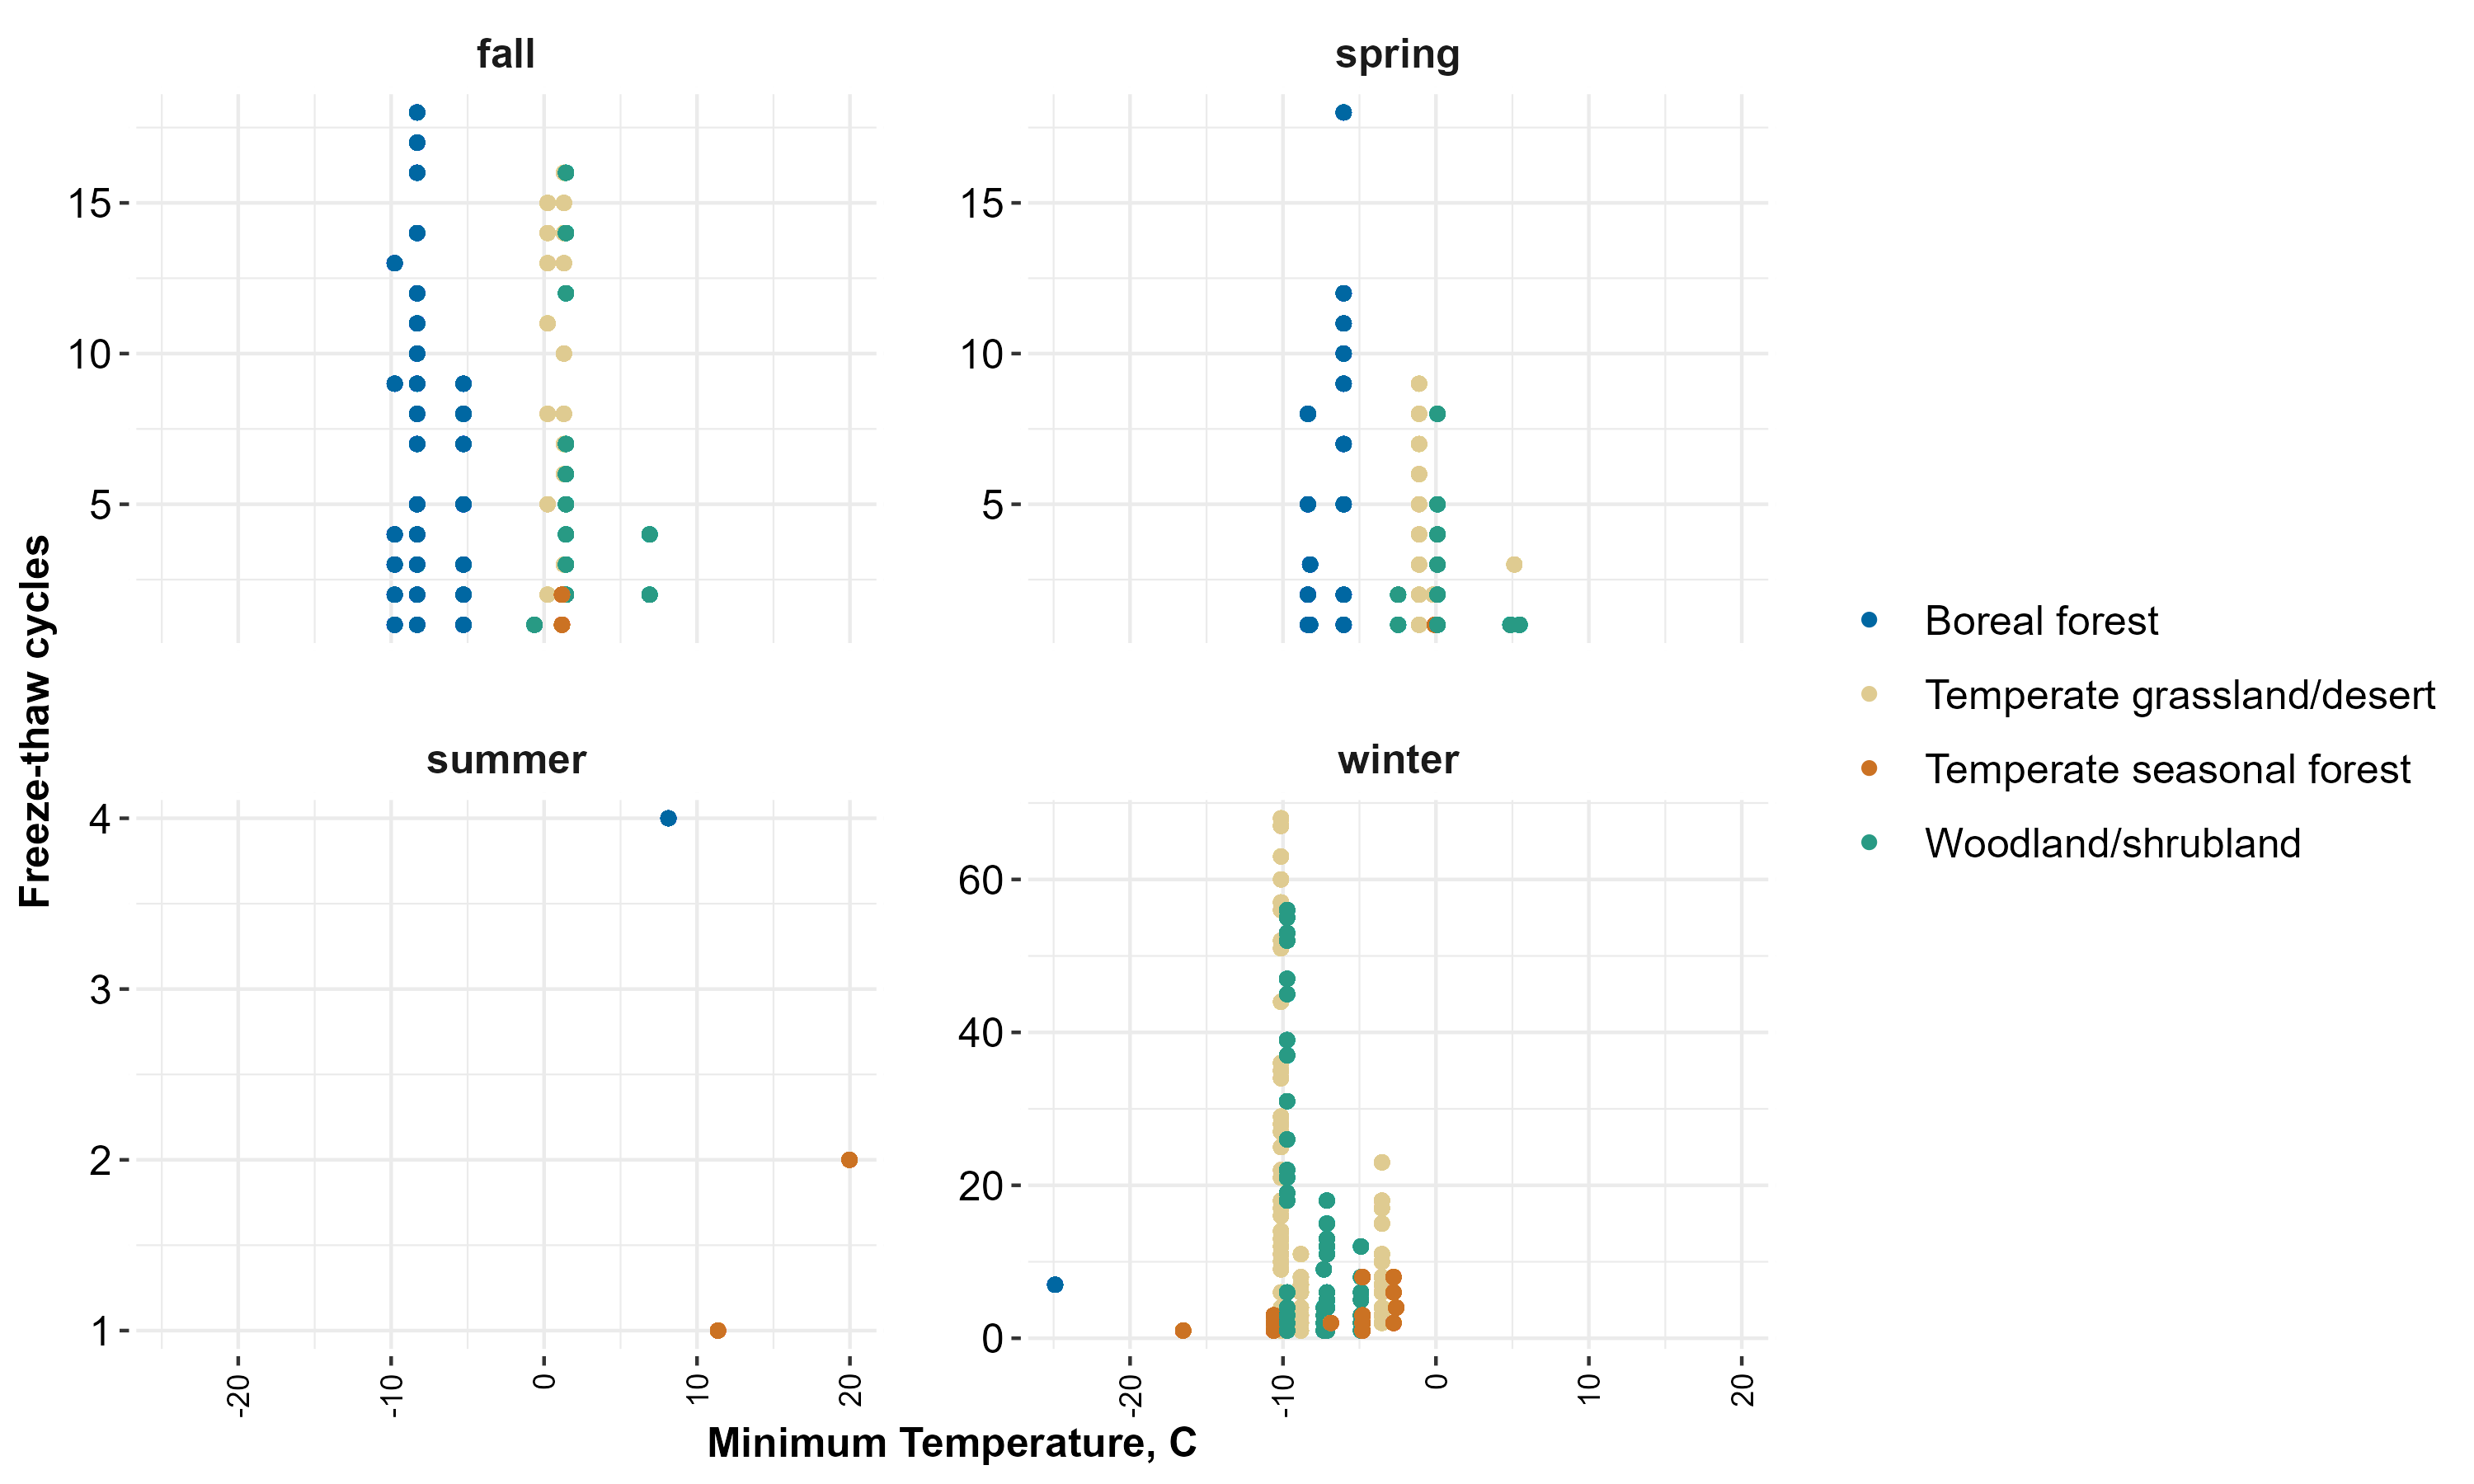 fall
spring
15
10
5
15
10
5
Freeze-thaw cycles
summer
winter
4
3
2
1
60
40
20
0
-20
-10
0
10
20
-20
-10
0
10
20
Minimum Temperature, C
Boreal forest
Temperate grassland/desert
Temperate seasonal forest
Woodland/shrubland